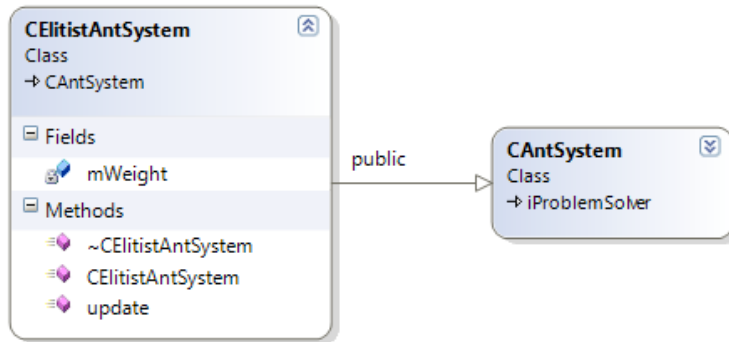 CElitistAntSystem
Class
CAntSystem
Fields
mWeight
Methods
~CElitistAntSystem
CElitistAntSystem
update
public
CAntSystem
Class
iProblemSolver